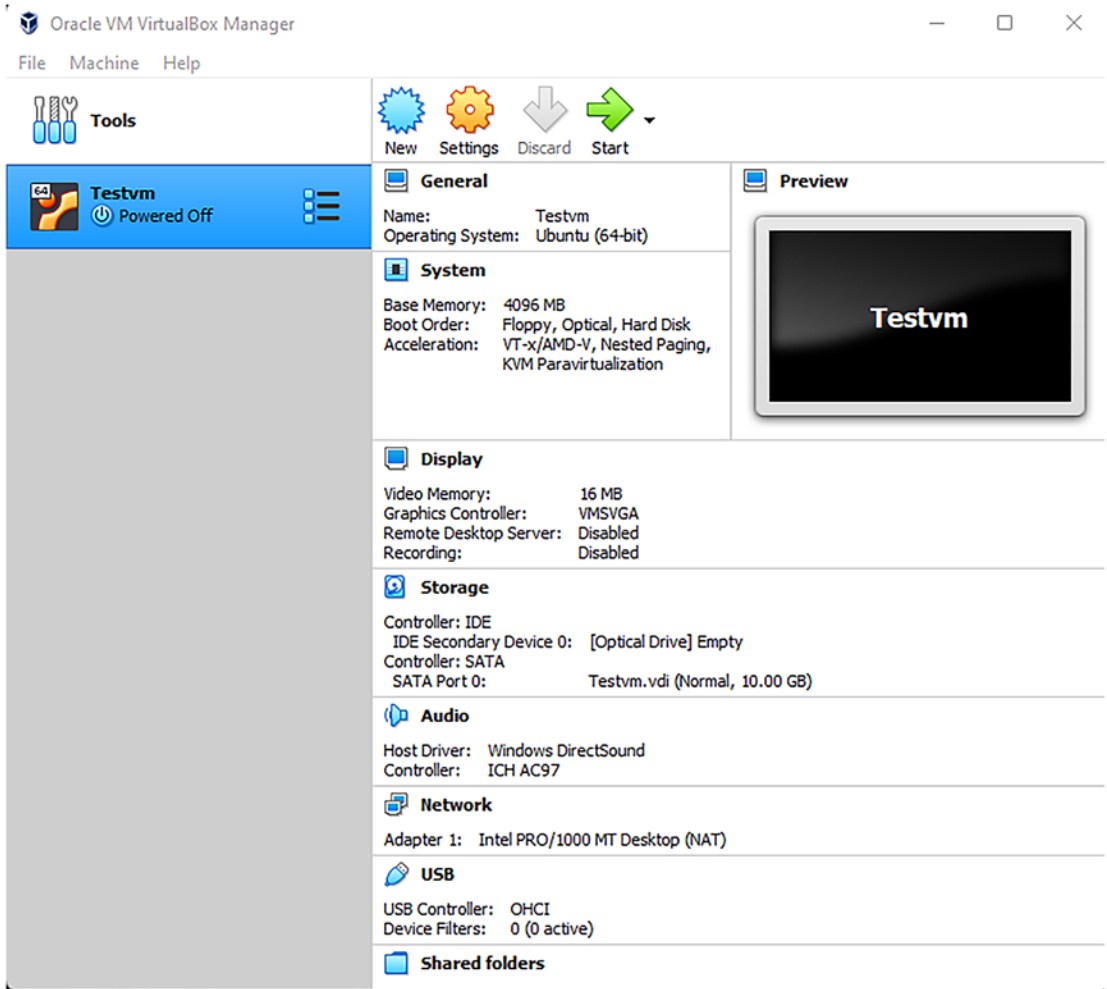 Oracle VM VirtualBox Manager
File Machine Help
Tools
New Settings Discard Start
64
Testvm
Powered Off
General
Name: Testvm
Operating System: Ubuntu (64-bit)
System
Base Memory: 4096 MB
Boot Order: Floppy, Optical, Hard Disk
Acceleration: VT-x/AMD-V, Nested Paging,
KVM Paravirtualization
Preview
Testvm
Display
Video Memory: 16 MB
Graphics Controller: VMSVGA
Remote Desktop Server: Disabled
Recording: Disabled
Storage
Controller: IDE
IDE Secondary Device 0: [Optical Drive] Empty
Controller: SATA
SATA Port 0: Testvm.vdi (Normal, 10.00 GB)
Audio
Host Driver: Windows DirectSound
Controller: ICH AC97
Network
Adapter 1: Intel PRO/1000 MT Desktop (NAT)
USB
USB Controller: OHCI
Device Filters: 0 (0 active)
Shared folders